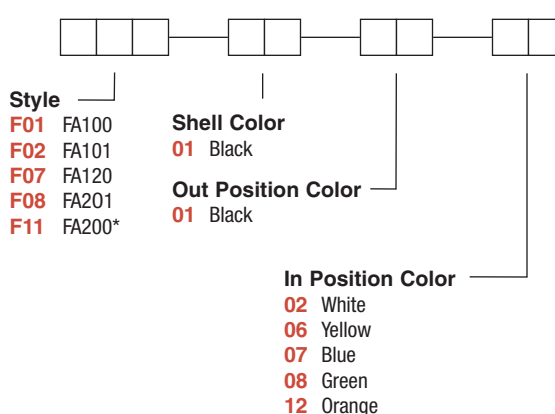 Style
F01 FA100
F02 FA101
F07 FA120
F08 FA201
F11 FA200*
Shell Color
01 Black
Out Position Color
01 Black
In Position Color
02 White
06 Yellow
07 Blue
08 Green
12 Orange